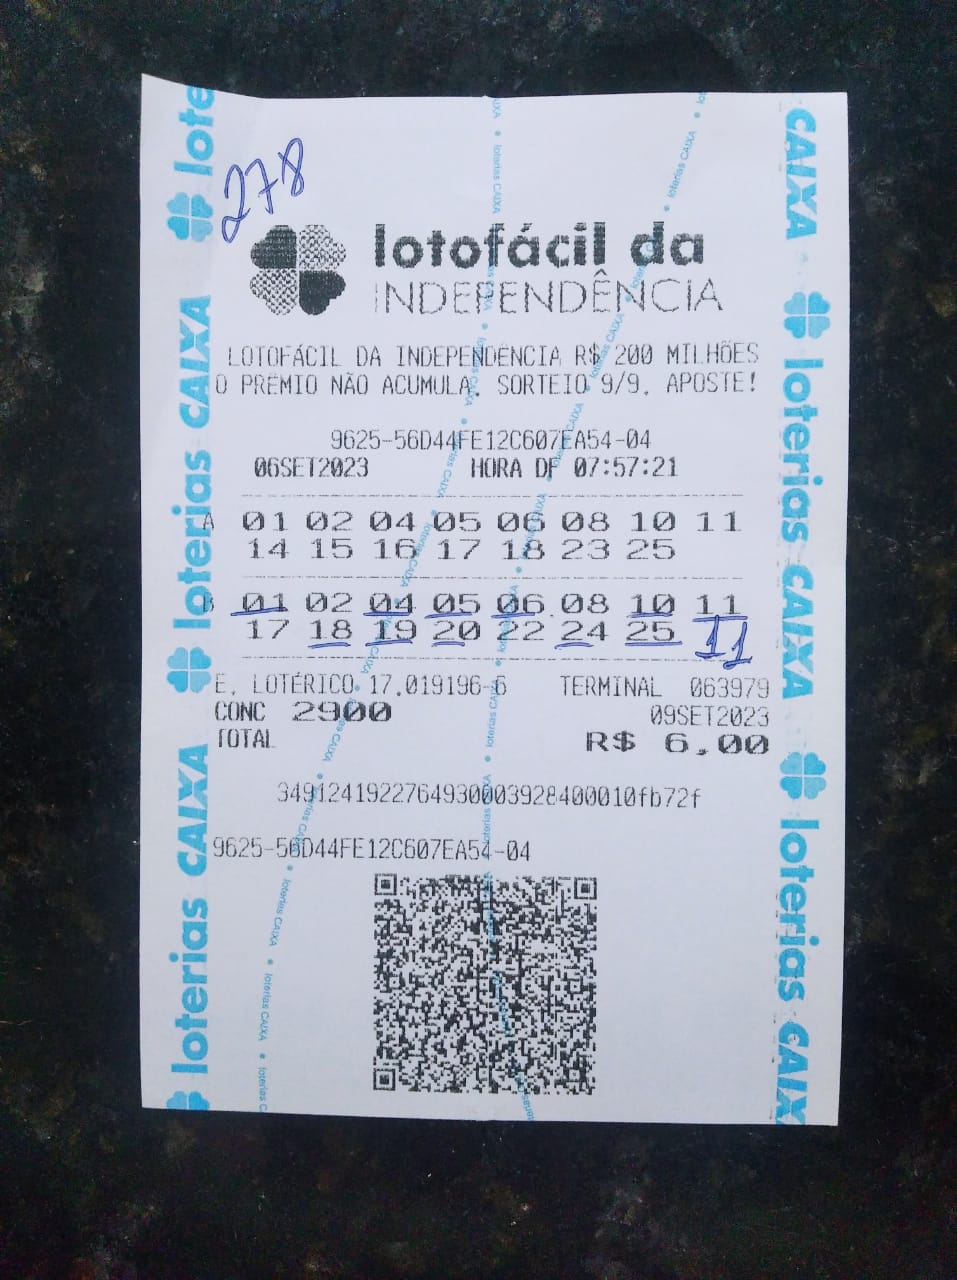 278
lotofácil da
INDEPENDÊNCIA
LOTOFÁCIL DA INDEPENDÊNCIA R$ 200 MILHÕES
O PRÊMIO NÃO ACUMULA. SORTEIO 9/9. APOSTE!
9625-56D44FE12C607EA54-04
06SET2023 HORA DF 07:57:21
A 01 02 04 05 06 08 10 11
14 15 16 17 18 23 25
B 01 02 04 05 06 08 10 11
17 18 19 20 22 24 25 11
E. LOTÉRICO 17.019196-6 TERMINAL 063979
CONC 2900 09SET2023
TOTAL R$ 6,00
3491241922764930003928400010fb72f
9625-56D44FE12C607EA54-04
loterias CAIXA
loterias CAIXA
loterias CAIXA
loterias CAIXA